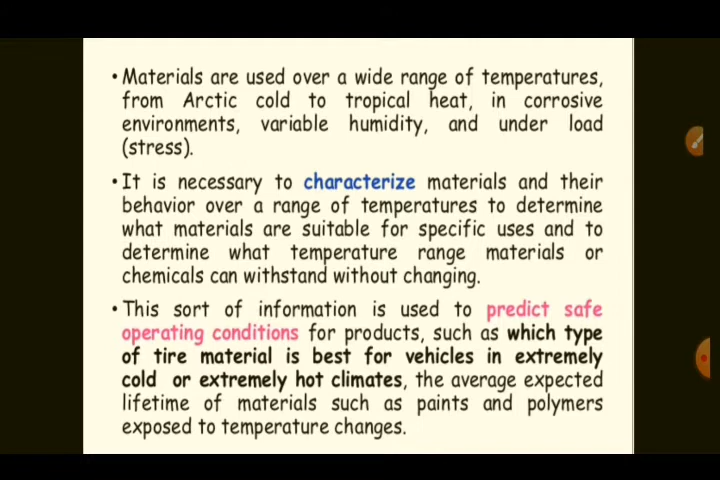 • Materials are used over a wide range of temperatures,
from Arctic cold to tropical heat, in corrosive
environments, variable humidity, and under load
(stress).
• It is necessary to characterize materials and their
behavior over a range of temperatures to determine
what materials are suitable for specific uses and to
determine what temperature range materials or
chemicals can withstand without changing.
• This sort of information is used to predict safe
operating conditions for products, such as which type
of tire material is best for vehicles in extremely
cold or extremely hot climates, the average expected
lifetime of materials such as paints and polymers
exposed to temperature changes.